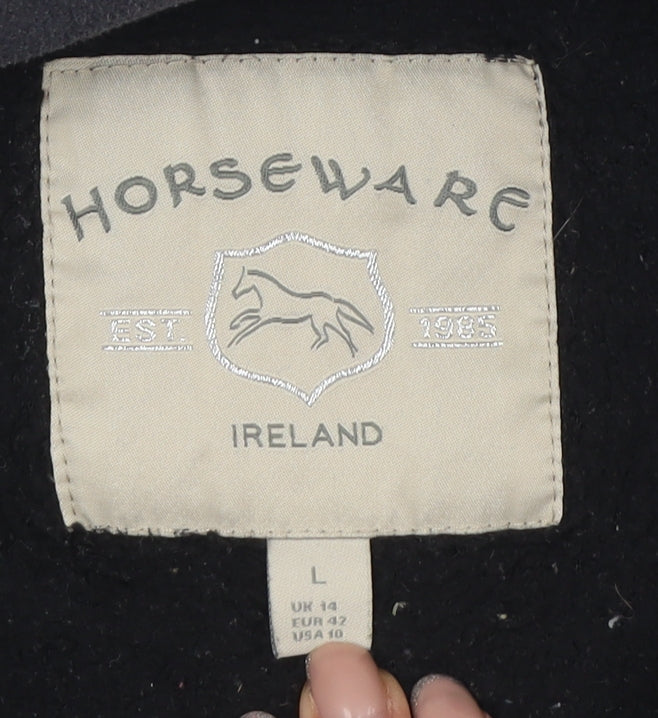 HORSEWARE
EST. 1985
IRELAND
L
UK 14
EUR 42
USA 10